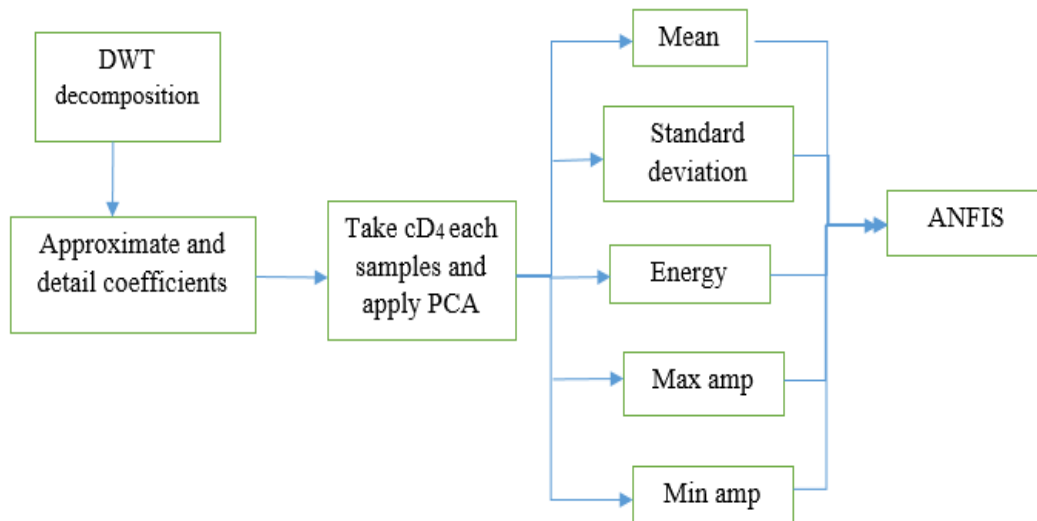 DWT
decomposition
Approximate and
detail coefficients
Take cD4 each
samples and
apply PCA
Mean
Standard
deviation
Energy
Max amp
Min amp
ANFIS